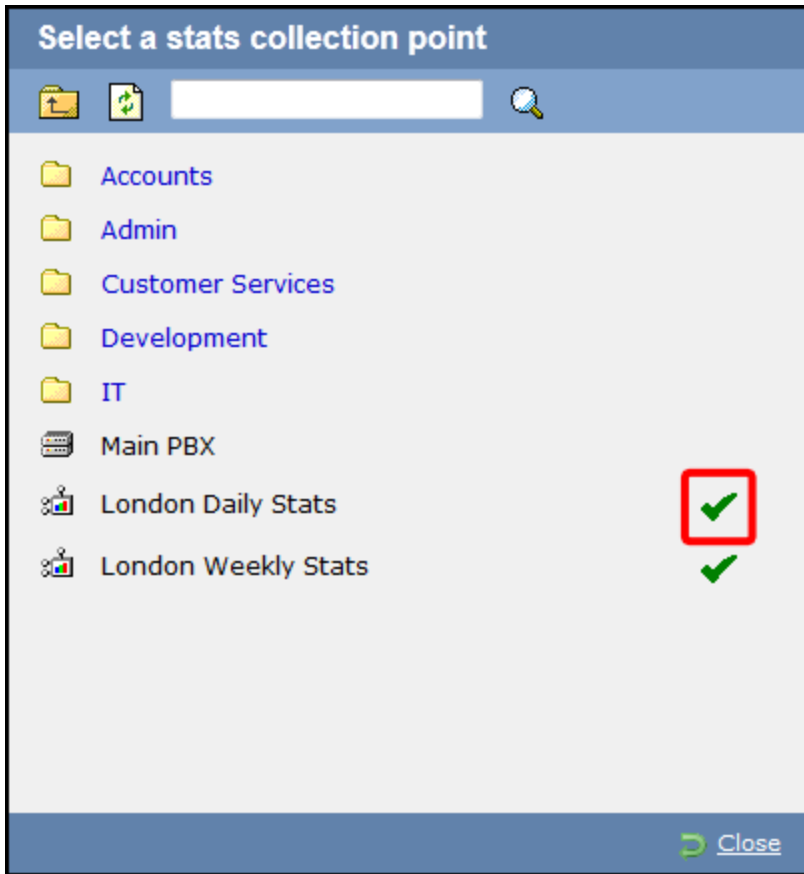 Select a stats collection point
Accounts
Admin
Customer Services
Development
IT
Main PBX
London Daily Stats
London Weekly Stats
Close